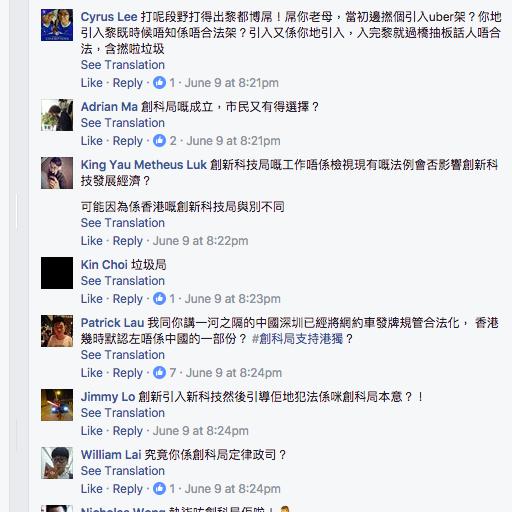 Cyrus Lee 打呢段野打得出黎都博屌！屌你老母，當初邊撚個引入uber架？你地
引入黎既時候唔知係唔合法架？引入又係你地引入，入完黎就過橋抽板話人唔合
法，含撚啦垃圾
See Translation
Like · Reply · 1 · June 9 at 8:21pm
Adrian Ma 創科局嘅成立，市民又有得選擇？
See Translation
Like · Reply · 2 · June 9 at 8:21pm
King Yau Metheus Luk 創新科技局嘅工作唔係檢視現有嘅法例會否影響創新科
技發展經濟？
可能因為係香港嘅創新科技局與別不同
See Translation
Like · Reply · June 9 at 8:22pm
Kin Choi 垃圾局
See Translation
Like · Reply · 1 · June 9 at 8:23pm
Patrick Lau 我同你講一河之隔的中國深圳已經將網約車發牌規管合法化， 香港
幾時默認左唔係中國的一部份？ #創科局支持港獨？
See Translation
Like · Reply · 7 · June 9 at 8:24pm
Jimmy Lo 創新引入新科技然後引導佢地犯法係咪創科局本意？！
See Translation
Like · Reply · June 9 at 8:24pm
William Lai 究竟你係創科局定律政司？
See Translation
Like · Reply · 1 · June 9 at 8:24pm